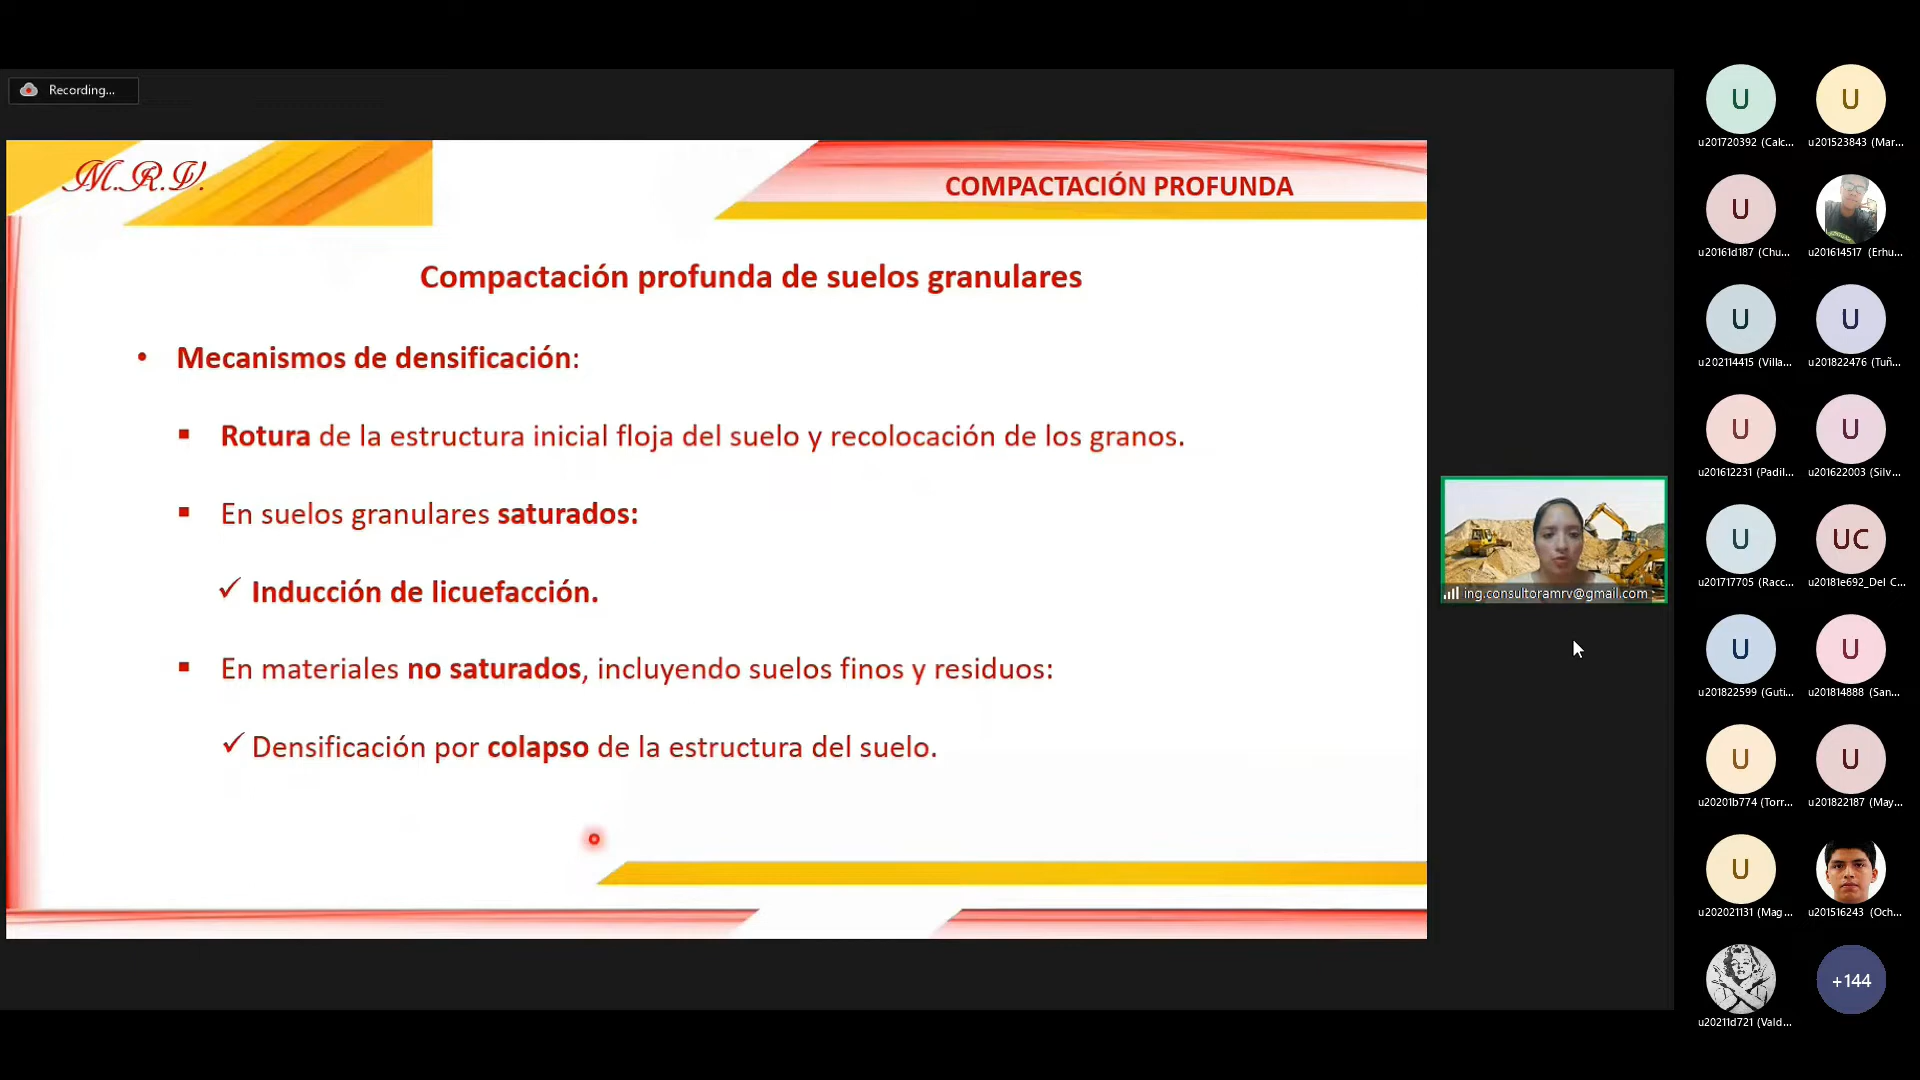 Recording...
M.R.V.
COMPACTACIÓN PROFUNDA
Compactación profunda de suelos granulares
• Mecanismos de densificación:
▪ Rotura de la estructura inicial floja del suelo y recolocación de los granos.
▪ En suelos granulares saturados:
✓ Inducción de licuefacción.
▪ En materiales no saturados, incluyendo suelos finos y residuos:
✓ Densificación por colapso de la estructura del suelo.
ing.consultoramrv@gmail.com
U
U
u201720392 (Calc...
u201523843 (Mar...
U
u20161d187 (Chu...
u201614517 (Erhu...
U
U
u202114415 (Villa...
u201822476 (Tuñ...
U
U
u201612231 (Padil...
u201622003 (Silv...
U
UC
u201717705 (Racc...
u20181e692_Del C...
U
U
u201822599 (Guti...
u201814888 (San...
U
U
u20201b774 (Torr...
u201822187 (May...
U
u202021131 (Mag...
u201516243 (Och...
+144
u20211d721 (Vald...